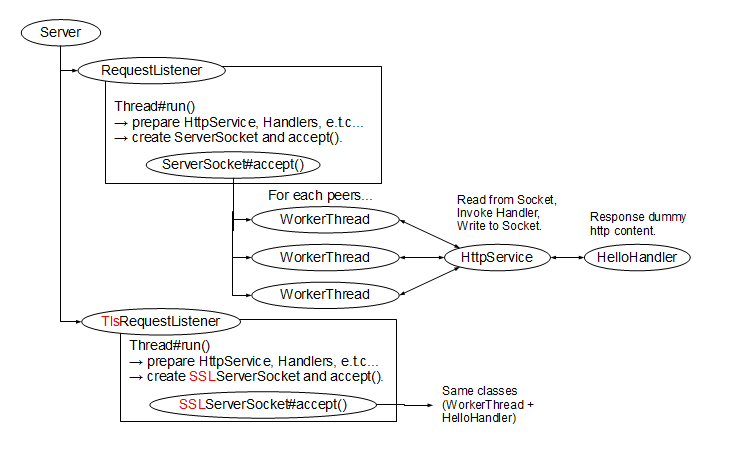 Server
RequestListener
Thread#run()
→ prepare HttpService, Handlers, e.t.c...
→ create ServerSocket and accept().
ServerSocket#accept()
For each peers...
WorkerThread
WorkerThread
WorkerThread
Read from Socket,
Invoke Handler,
Write to Socket.
HttpService
Response dummy
http content.
HelloHandler
TlsRequestListener
Thread#run()
→ prepare HttpService, Handlers, e.t.c...
→ create SSLServerSocket and accept().
SSLServerSocket#accept()
Same classes
(WorkerThread +
HelloHandler)